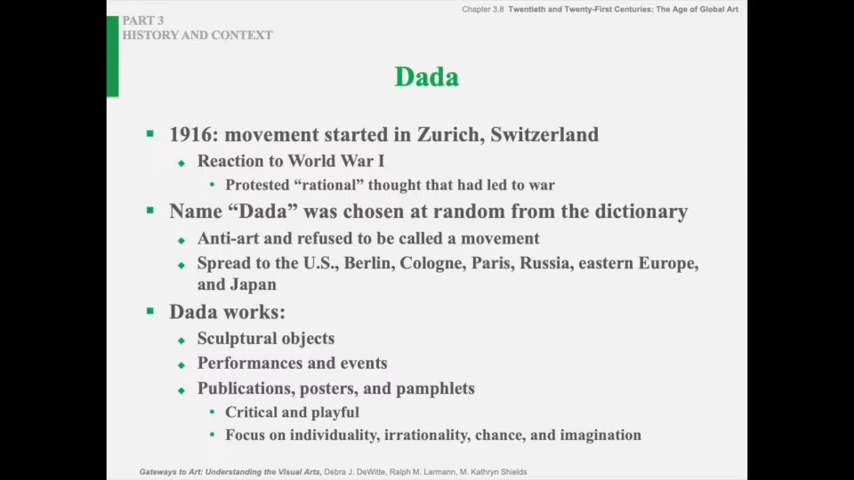 Chapter 3.8 Twentieth and Twenty-First Centuries: The Age of Global Art
PART 3
HISTORY AND CONTEXT
Dada
1916: movement started in Zurich, Switzerland
Reaction to World War I
Protested “rational” thought that had led to war
Name “Dada” was chosen at random from the dictionary
Anti-art and refused to be called a movement
Spread to the U.S., Berlin, Cologne, Paris, Russia, eastern Europe,
and Japan
Dada works:
Sculptural objects
Performances and events
Publications, posters, and pamphlets
Critical and playful
Focus on individuality, irrationality, chance, and imagination
Gateways to Art: Understanding the Visual Arts, Debra J. DeWitte, Ralph M. Larmann, M. Kathryn Shields